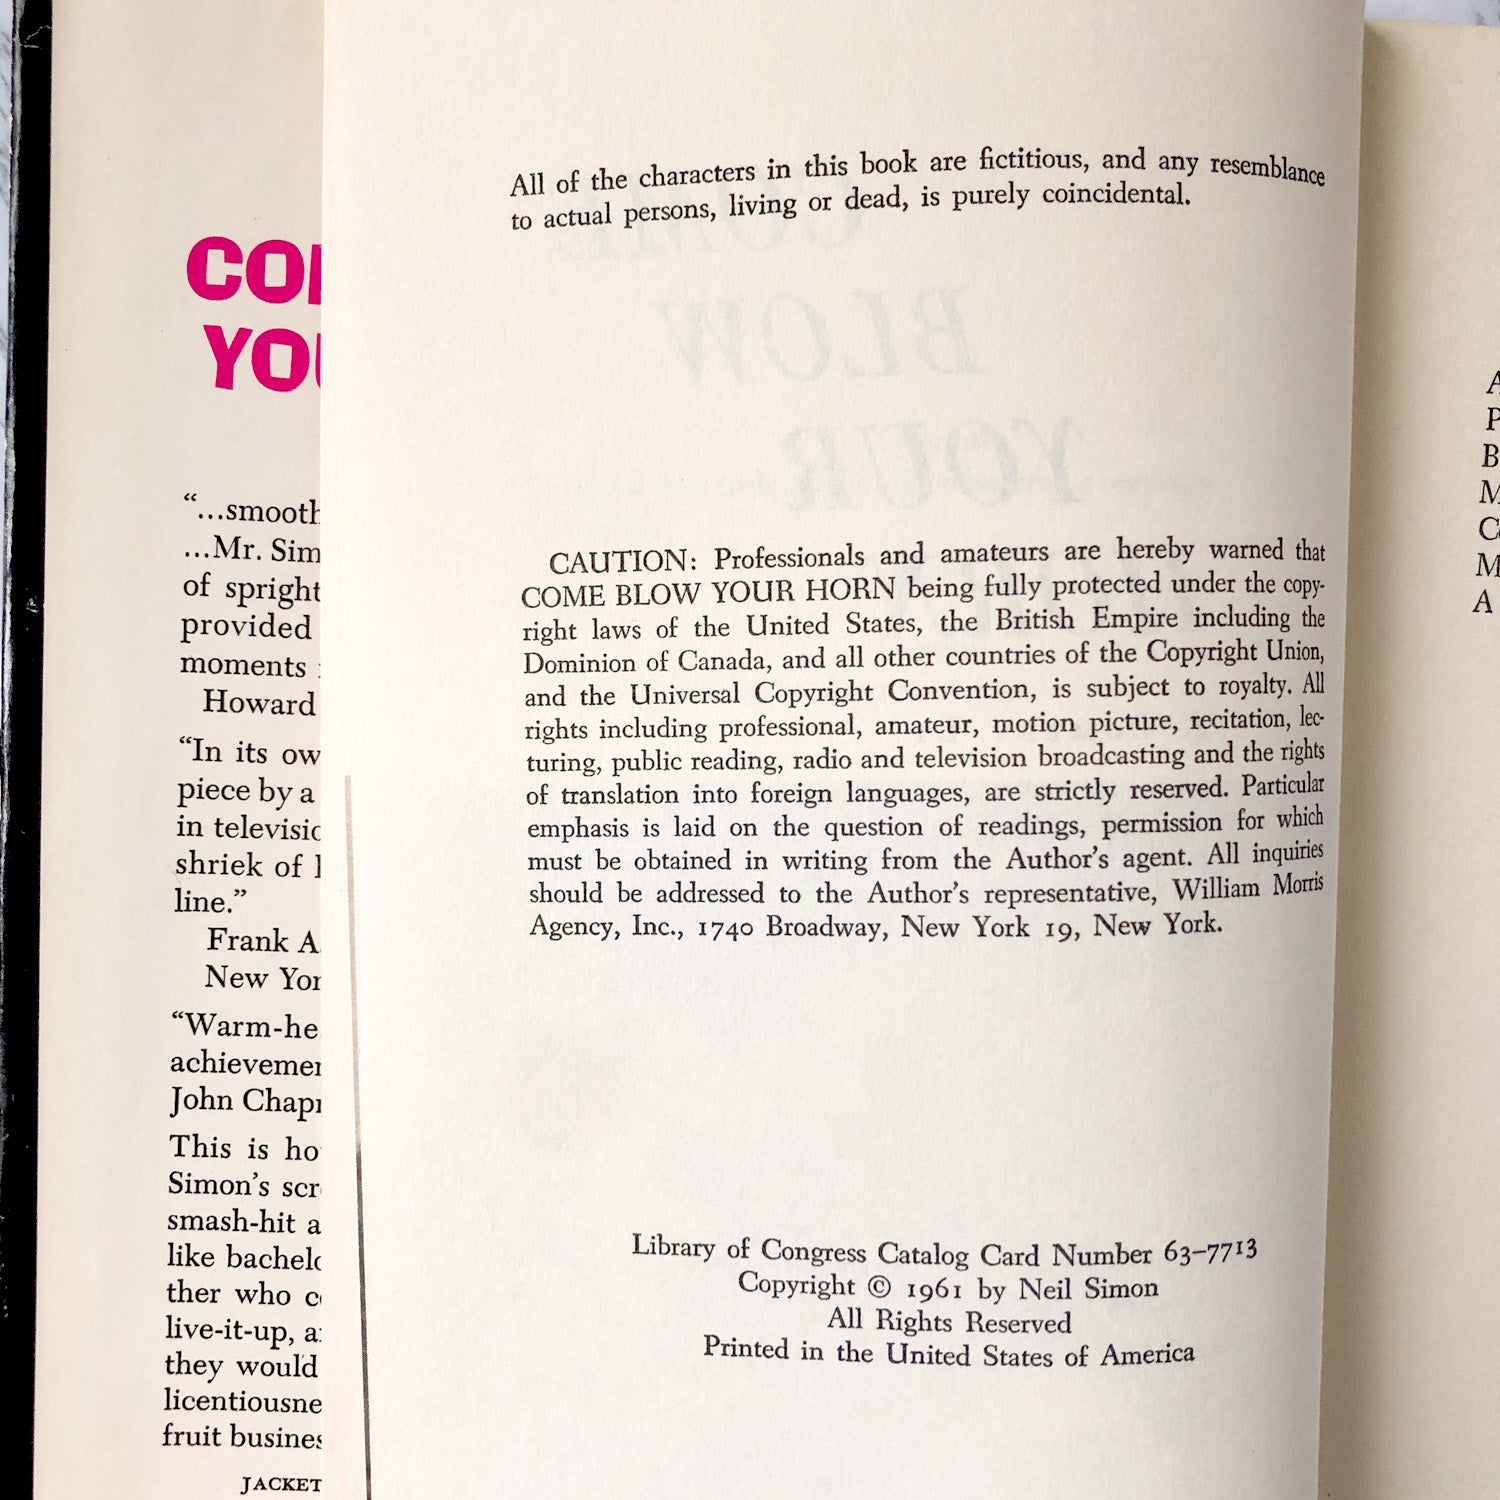 COM
YOU
“...smooth
...Mr. Sim
of spright
provided
moments
Howard
“In its ow
piece by a
in televisio
shriek of l
line.”
Frank A.
New Yor
“Warm-he
achievemen
John Chapm
This is ho
Simon’s scr
smash-hit a
like bachelo
ther who co
live-it-up, a
they would
licentiousne
fruit busines
JACKET
All of the characters in this book are fictitious, and any resemblance
to actual persons, living or dead, is purely coincidental.
COME
BLOW
YOUR
CAUTION: Professionals and amateurs are hereby warned that
COME BLOW YOUR HORN being fully protected under the copy-
right laws of the United States, the British Empire including the
Dominion of Canada, and all other countries of the Copyright Union,
and the Universal Copyright Convention, is subject to royalty. All
rights including professional, amateur, motion picture, recitation, lec-
turing, public reading, radio and television broadcasting and the rights
of translation into foreign languages, are strictly reserved. Particular
emphasis is laid on the question of readings, permission for which
must be obtained in writing from the Author’s agent. All inquiries
should be addressed to the Author’s representative, William Morris
Agency, Inc., 1740 Broadway, New York 19, New York.
Library of Congress Catalog Card Number 63–7713
Copyright © 1961 by Neil Simon
All Rights Reserved
Printed in the United States of America
A
P
B
M
C
M
A